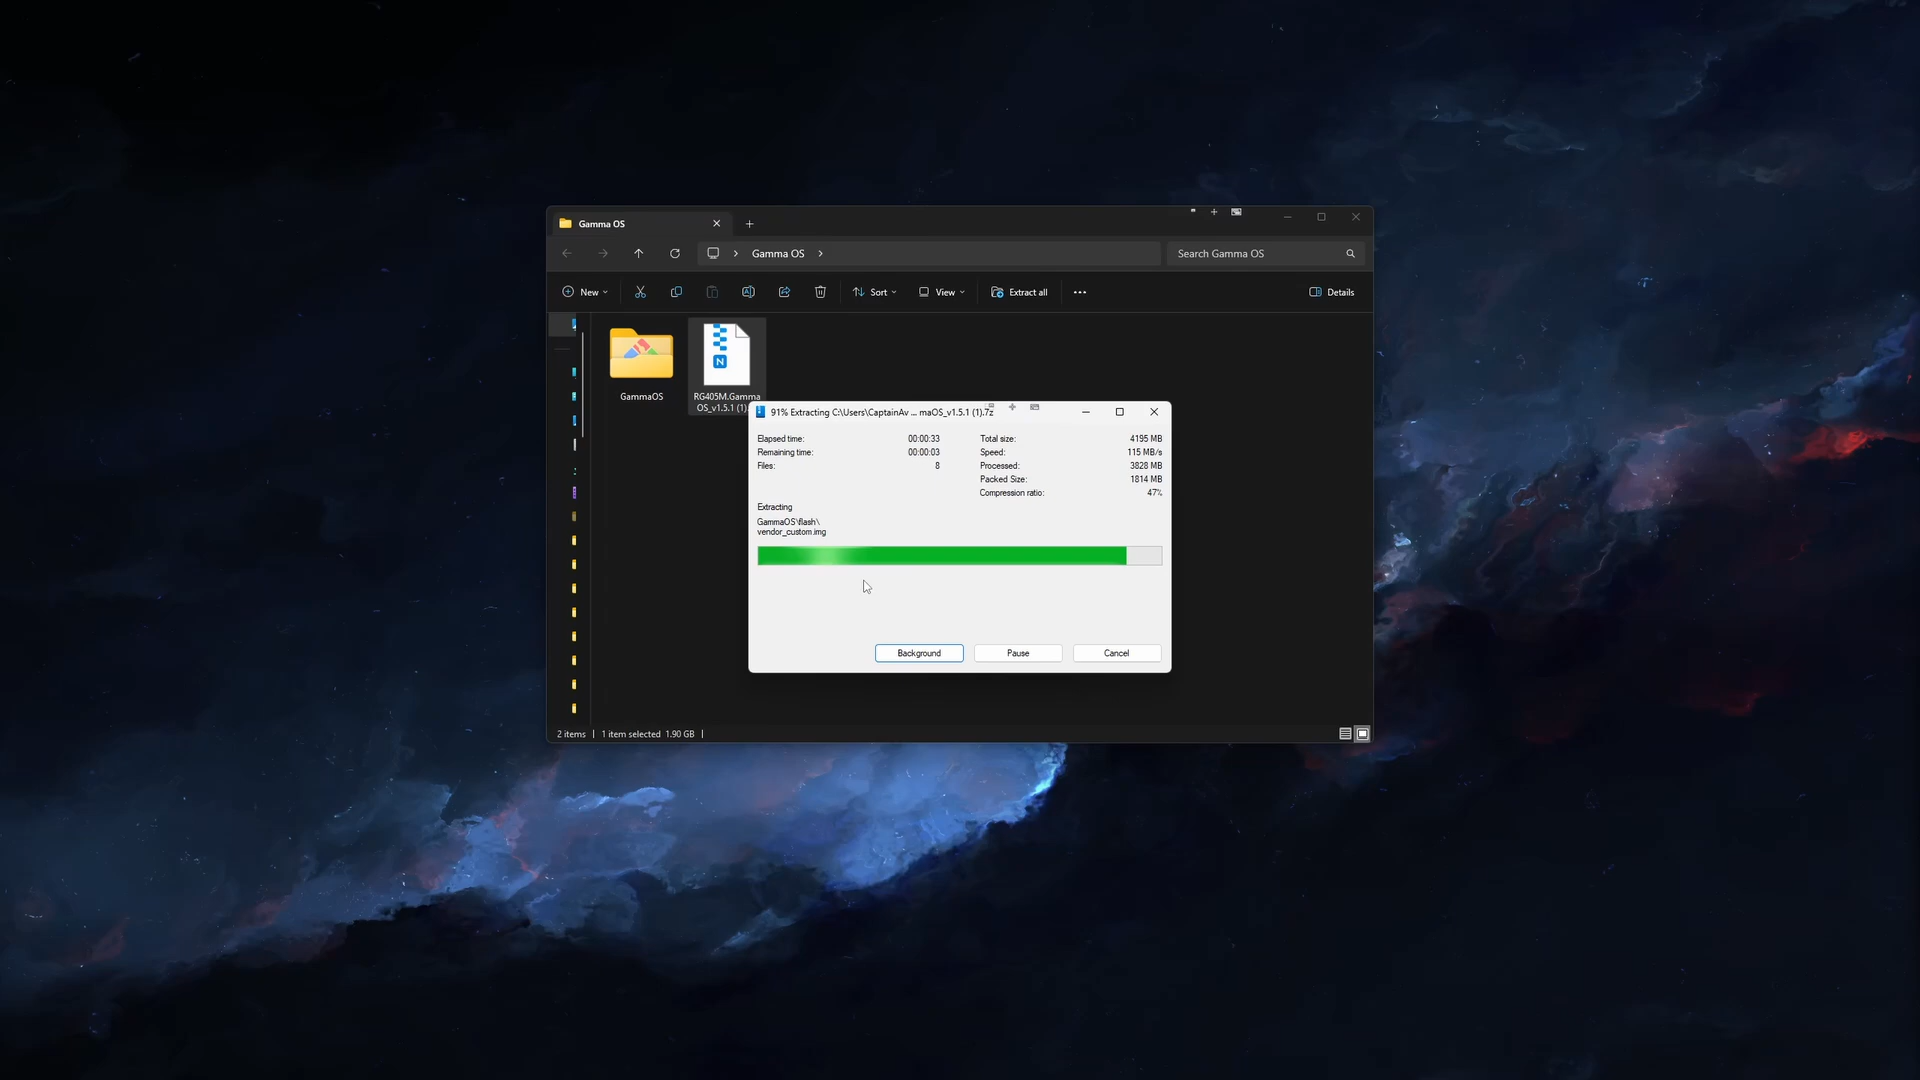 Gamma OS
Gamma OS
Search Gamma OS
New
Sort
View
Extract all
Details
GammaOS
RG405M.Gamma
OS_v1.5.1 (1).
91% Extracting C:\Users\CaptainAv ... maOS_v1.5.1 (1).7z
Elapsed time: 00:00:33
Total size: 4195 MB
Remaining time: 00:00:03
Speed: 115 MB/s
Files: 8
Processed: 3828 MB
Packed Size: 1814 MB
Compression ratio: 47%
Extracting
GammaOS\flash\
vendor_custom.img
Background
Pause
Cancel
2 items
1 item selected 1.90 GB